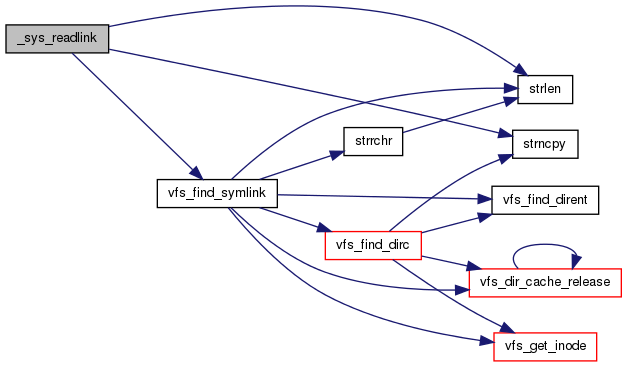 _sys_readlink
strlen
strrchr
strncpy
vfs_find_symlink
vfs_find_dirent
vfs_find_dirc
vfs_dir_cache_release
vfs_get_inode